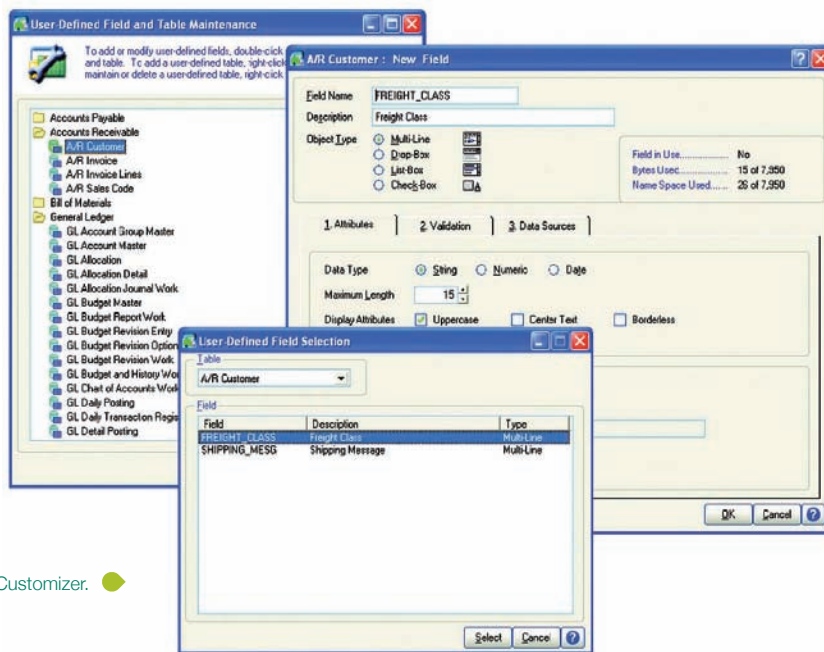 User-Defined Field and Table Maintenance
To add or modify user-defined fields, double-click
and table. To add a user-defined table, right-click
maintain or delete a user-defined table, right-click
Accounts Payable
Accounts Receivable
A/R Customer
A/R Invoice
A/R Invoice Lines
A/R Sales Code
Bill of Materials
General Ledger
GL Account Group Master
GL Account Master
GL Allocation
GL Allocation Detail
GL Allocation Journal Work
GL Budget Master
GL Budget Report Work
GL Budget Revision Entry
GL Budget Revision Option
GL Budget Revision Work
GL Budget and History Wor
GL Chart of Accounts Work
GL Daily Posting
GL Daily Transaction Regis
GL Detail Posting
A/R Customer : New Field
Field Name FREIGHT_CLASS
Description Freight Class
Object Type Multi-Line
Drop-Box
List-Box
Check-Box
Field in Use................ No
Bytes Used................ 15 of 7,950
Name Space Used...... 26 of 7,950
1. Attributes 2. Validation 3. Data Sources
Data Type String Numeric Date
Maximum Length 15
Display Attributes Uppercase Center Text Borderless
OK Cancel
User-Defined Field Selection
Table
A/R Customer
Field
Field Description Type
FREIGHT_CLASS Freight Class Multi-Line
SHIPPING_MESG Shipping Message Multi-Line
Select Cancel
Customizer.